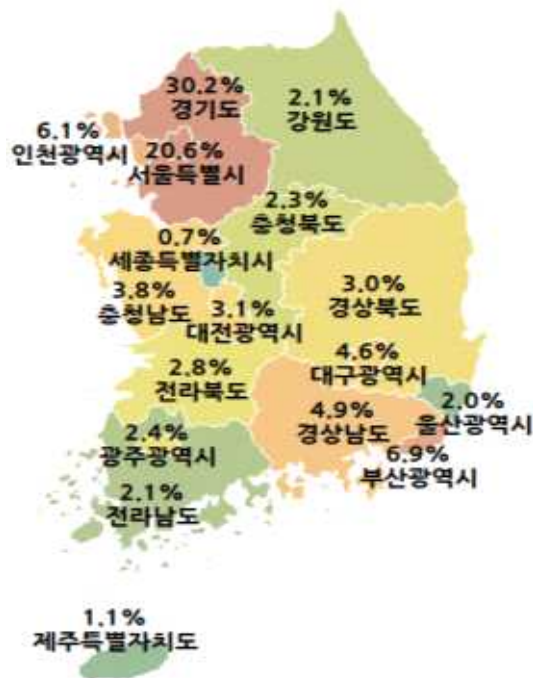 30.2%
경기도
2.1%
강원도
6.1%
인천광역시
20.6%
서울특별시
2.3%
충청북도
0.7%
세종특별자치시
3.8%
충청남도
3.1%
대전광역시
3.0%
경상북도
2.8%
전라북도
4.6%
대구광역시
4.9%
경상남도
2.0%
울산광역시
6.9%
부산광역시
2.4%
광주광역시
2.1%
전라남도
1.1%
제주특별자치도